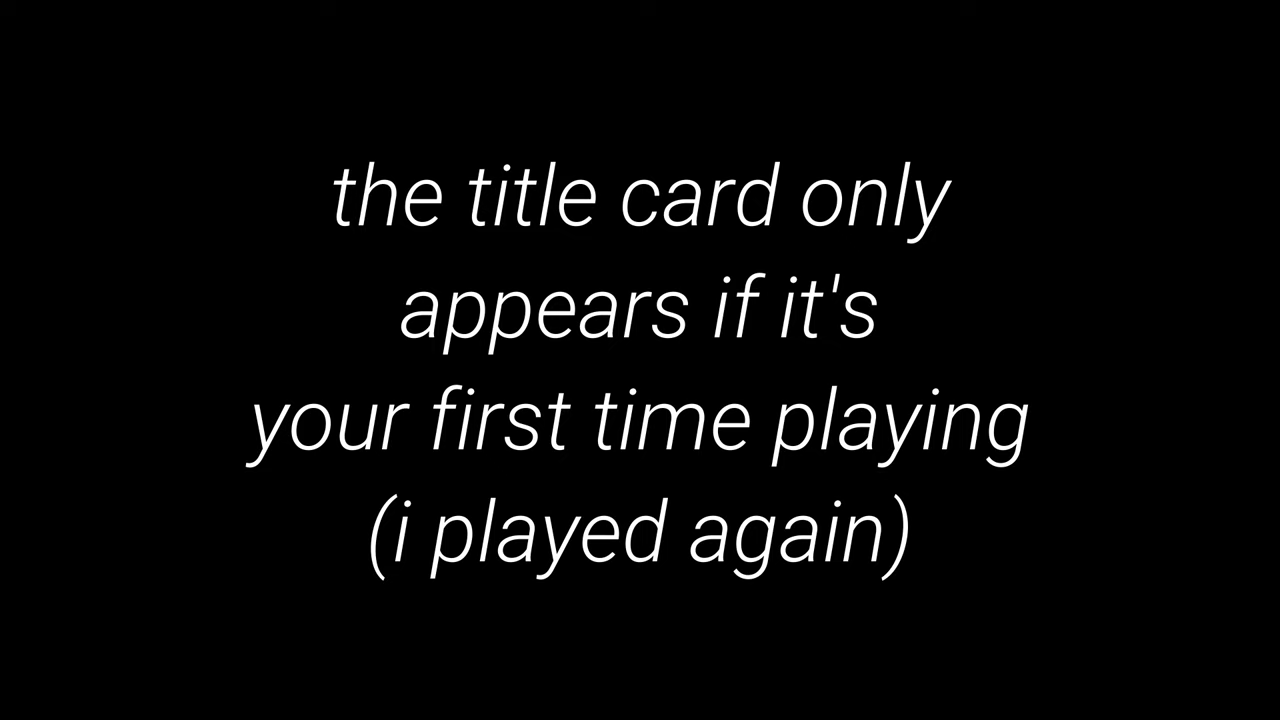 the title card only
appears if it's
your first time playing
(i played again)